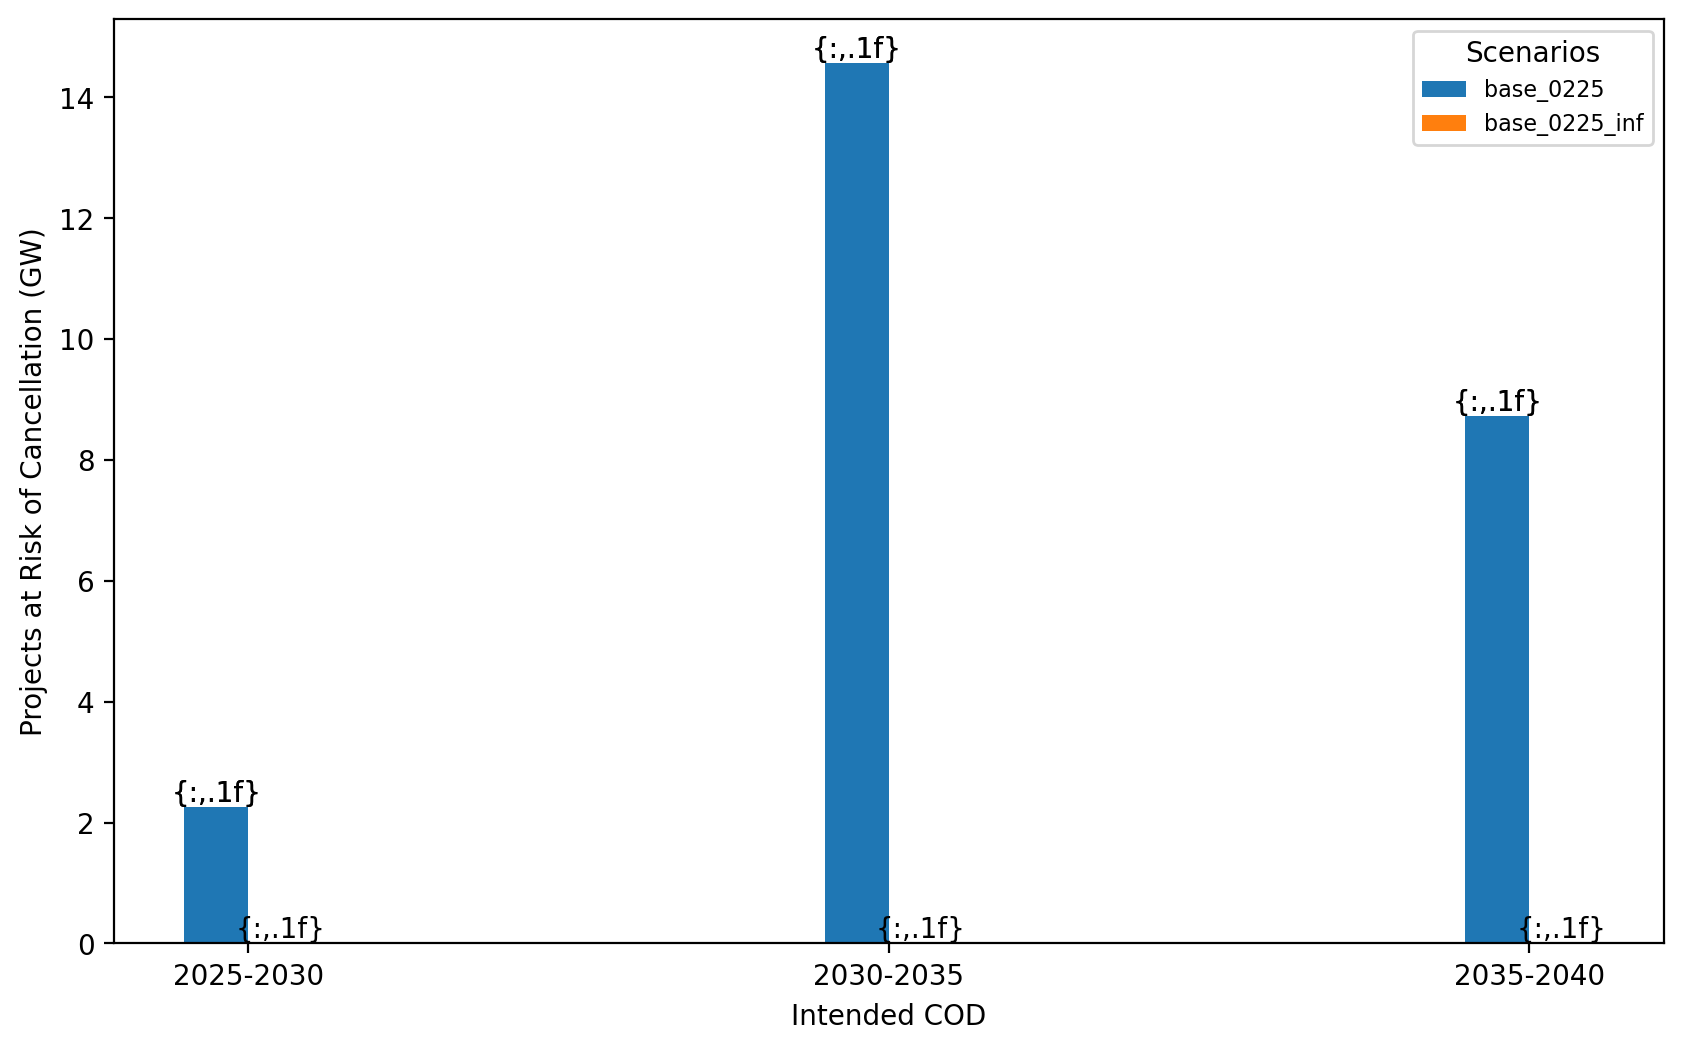 {:,.1f}
Scenarios
base_0225
base_0225_inf
14
12
10
8
6
4
2
0
Projects at Risk of Cancellation (GW)
{:,.1f}
{:,.1f}
{:,.1f}
{:,.1f}
{:,.1f}
2025-2030
2030-2035
2035-2040
Intended COD